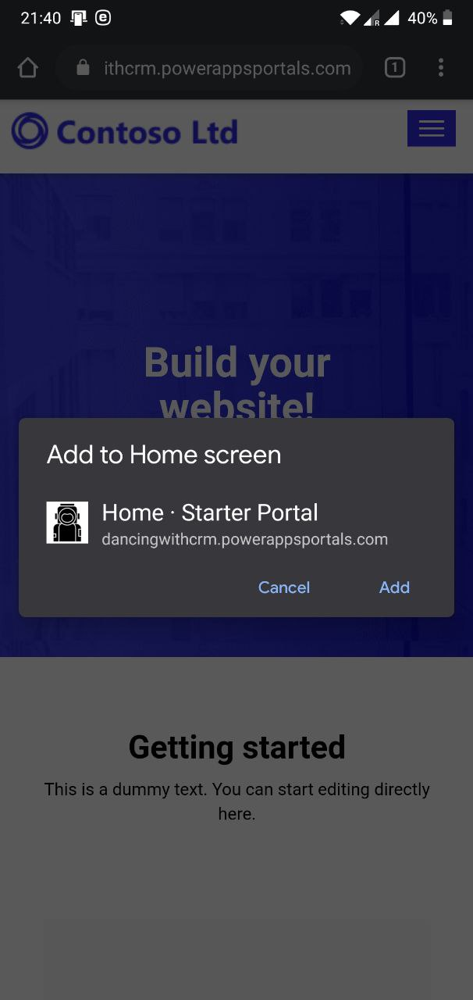 21:40
R
40%
ithcrm.powerappsportals.com
1
Contoso Ltd
Build your
website!
Add to Home screen
Home · Starter Portal
dancingwithcrm.powerappsportals.com
Cancel
Add
Getting started
This is a dummy text. You can start editing directly
here.